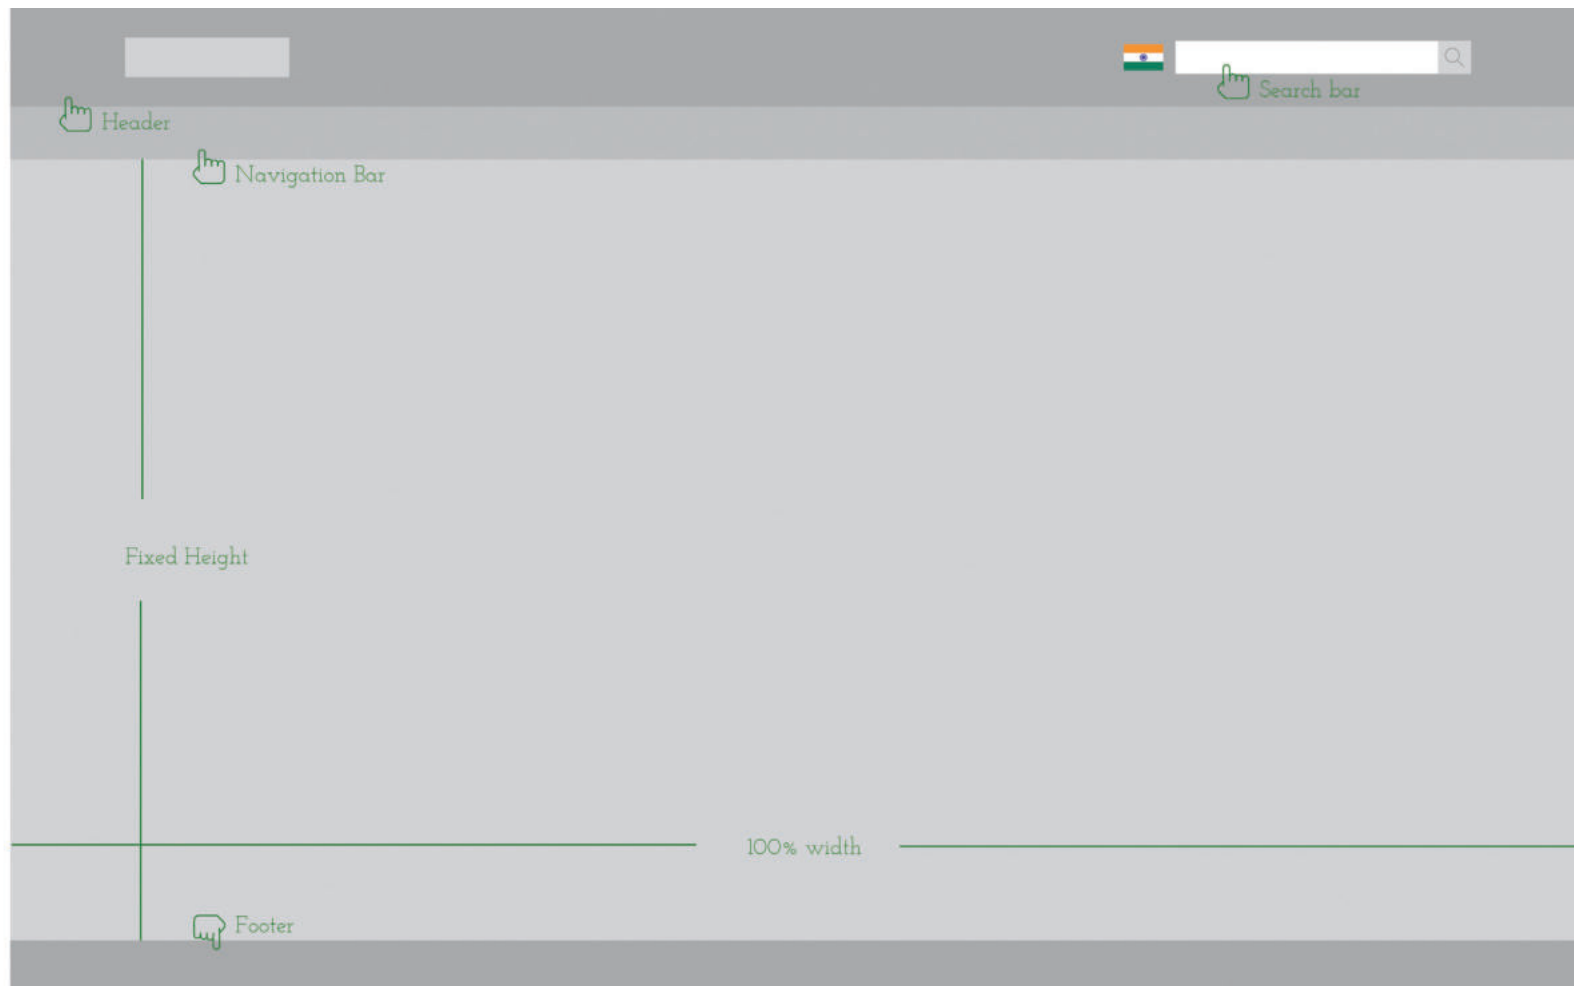 Search bar
Header
Navigation Bar
Fixed Height
100% width
Footer